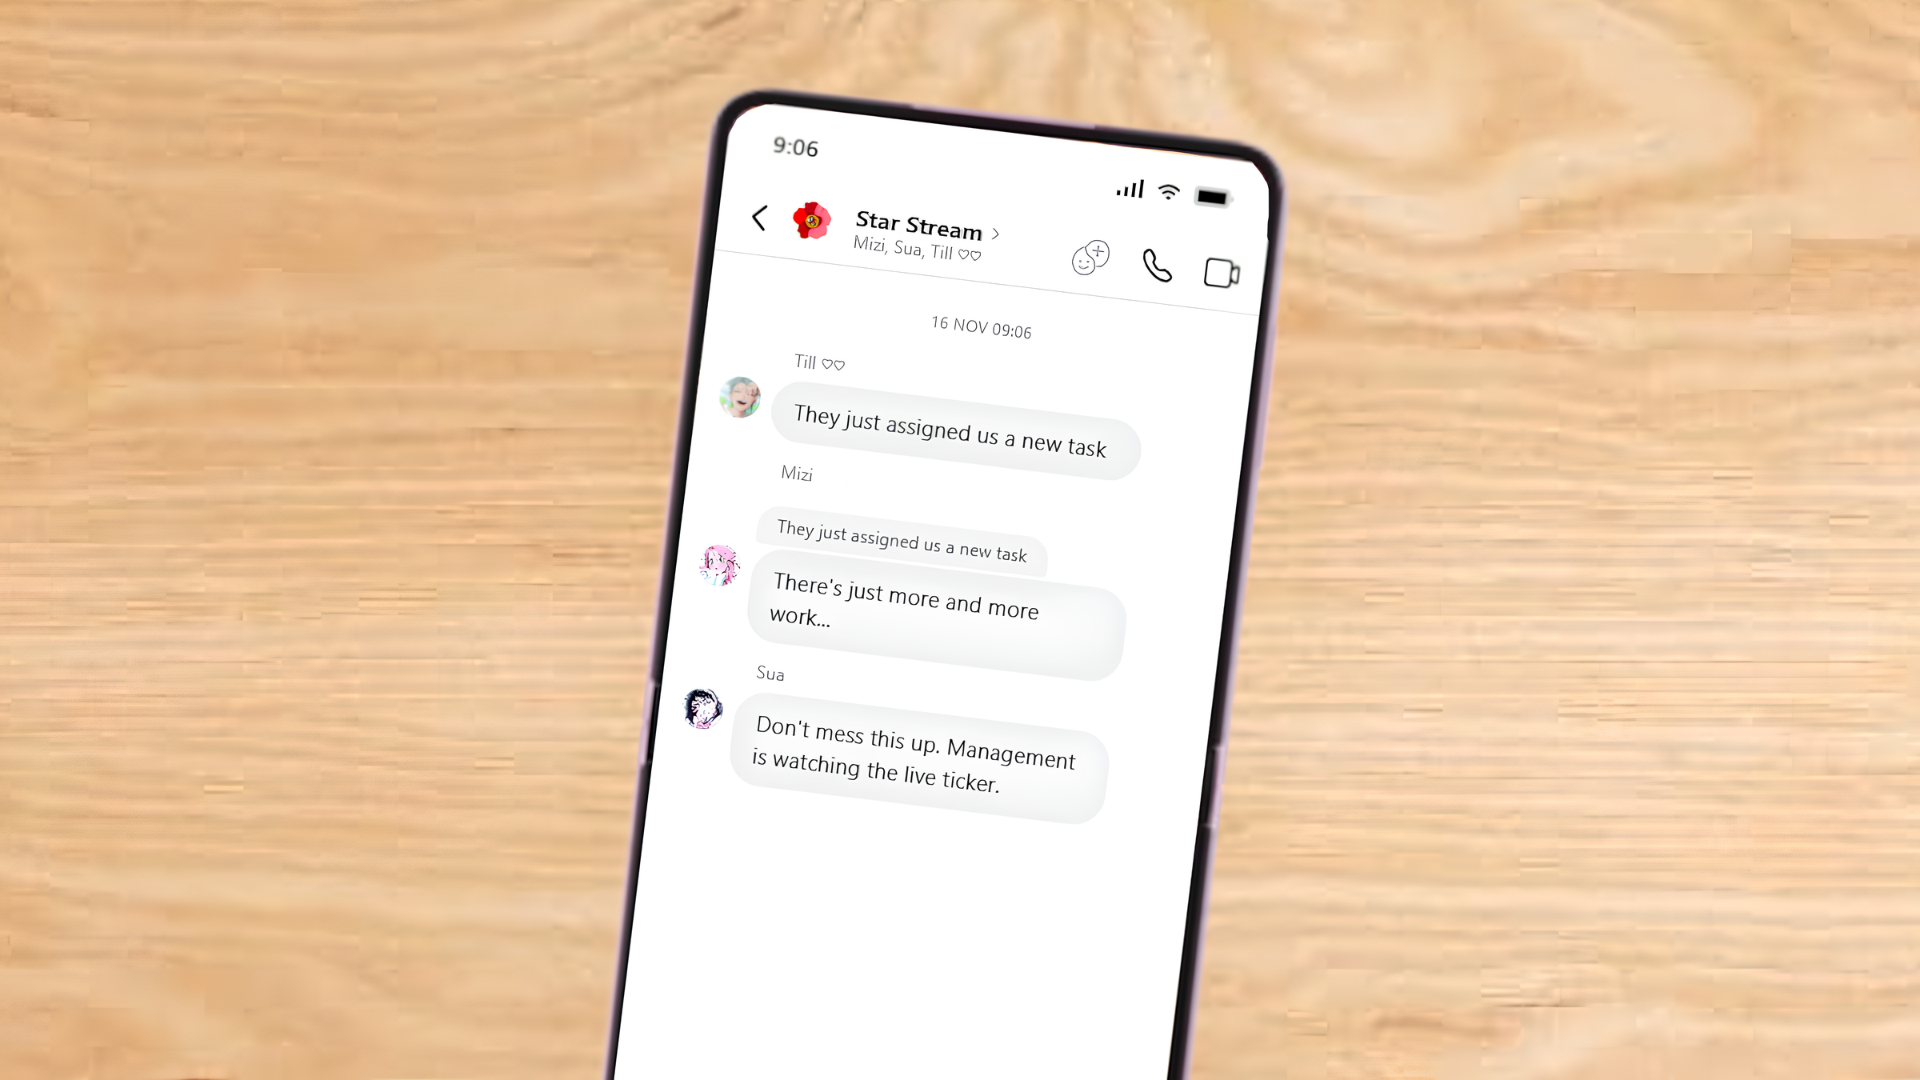 9:06
Star Stream
Mizi, Sua, Till ♡♡
16 NOV 09:06
Till ♡♡
They just assigned us a new task
Mizi
They just assigned us a new task
There's just more and more
work...
Sua
Don't mess this up. Management
is watching the live ticker.